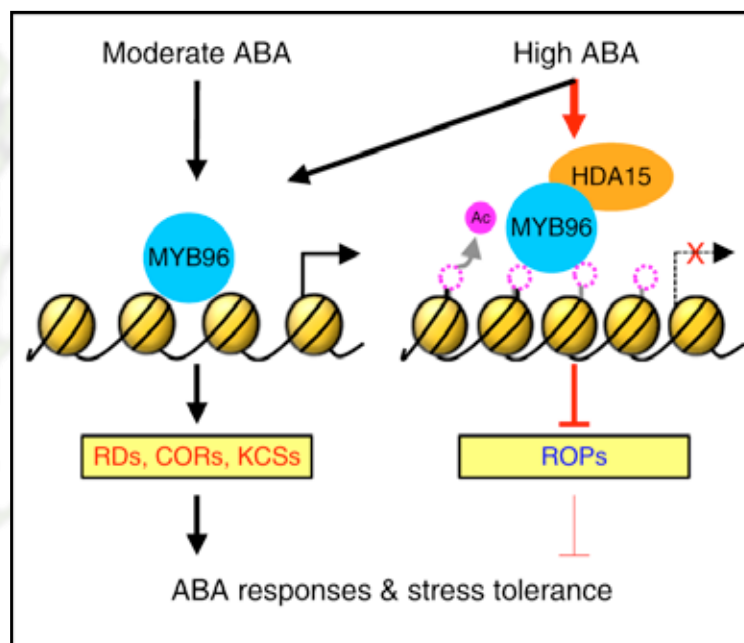 Moderate ABA
High ABA
HDA15
Ac
MYB96
MYB96
X
RDs, CORs, KCSs
ROPs
ABA responses & stress tolerance